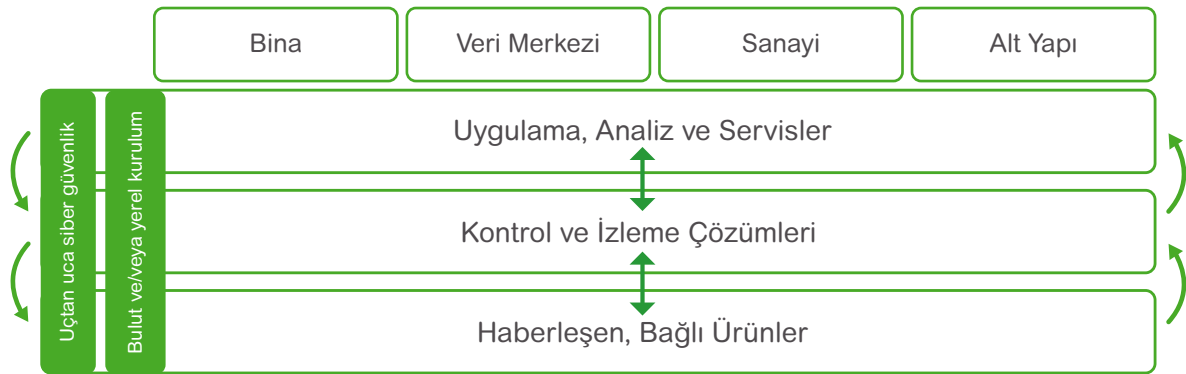 Bina
Veri Merkezi
Sanayi
Alt Yapı
Uçtan uca siber güvenlik
Bulut ve/veya yerel kurulum
Uygulama, Analiz ve Servisler
Kontrol ve İzleme Çözümleri
Haberleşen, Bağlı Ürünler